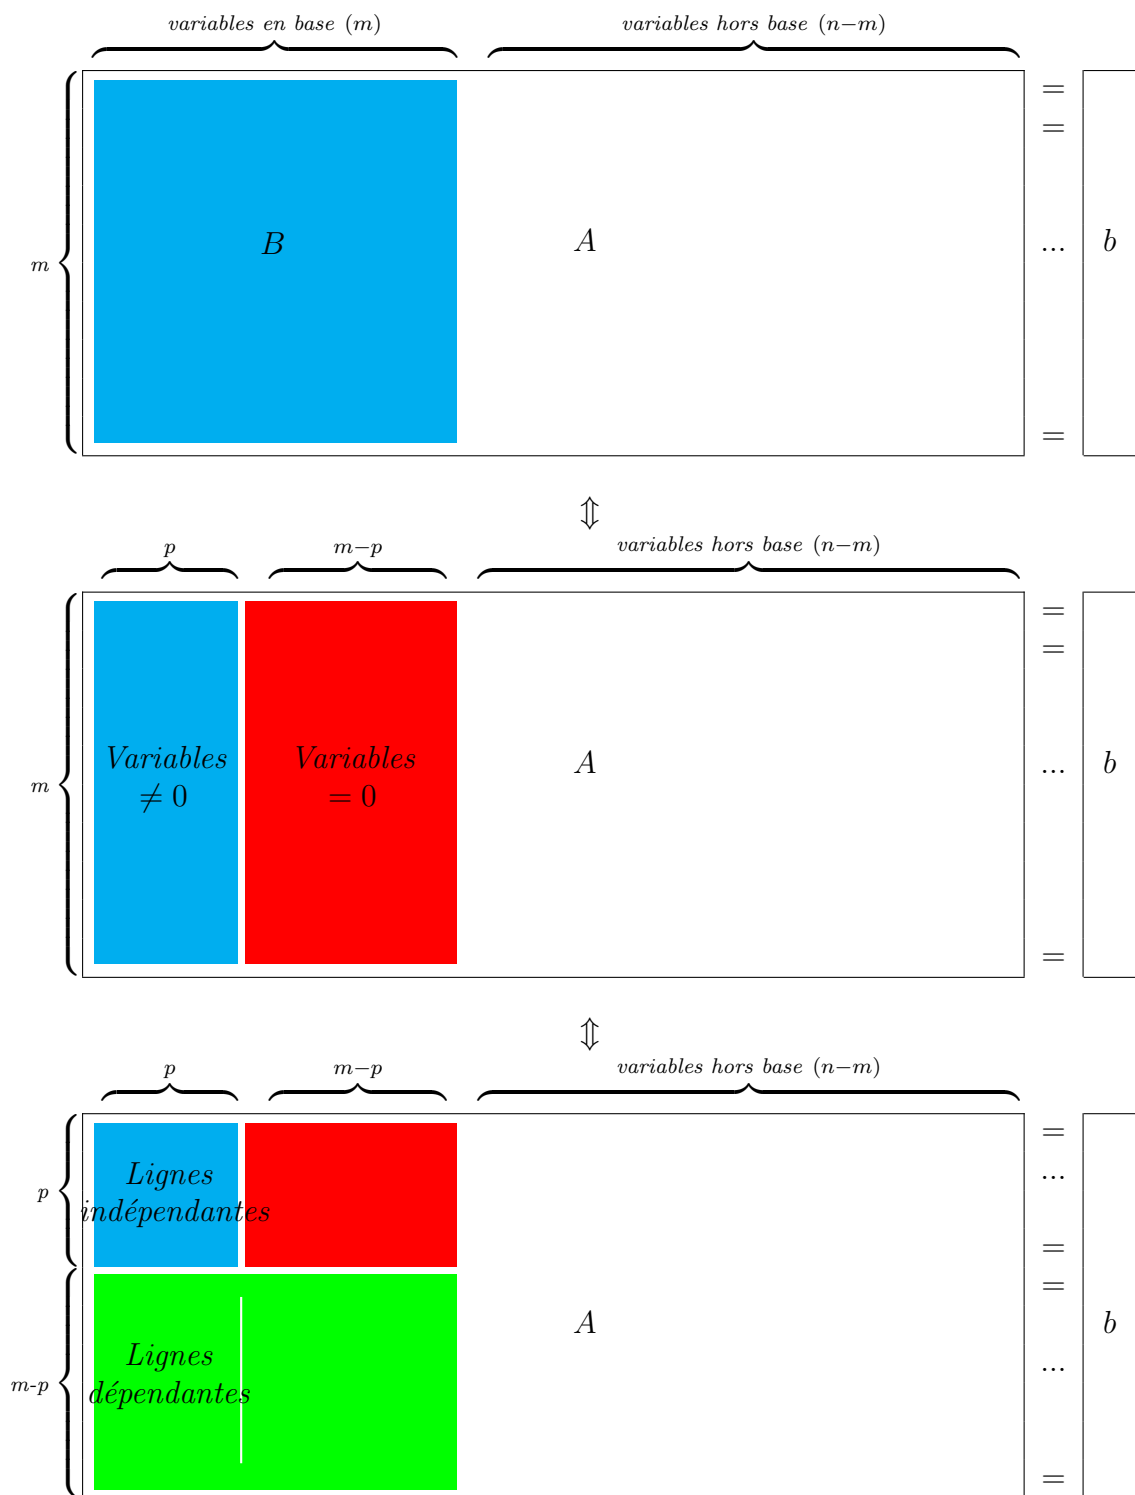 variables en base (m) variables hors base (n−m)
=
=
m B A ... b
=
⇕
p m−p variables hors base (n−m)
=
=
Variables Variables
m A ... b
≠ 0 = 0
=
⇕
p m−p variables hors base (n−m)
=
Lignes ...
p
indépendantes
=
=
A b
Lignes ...
m-p
dépendantes
=